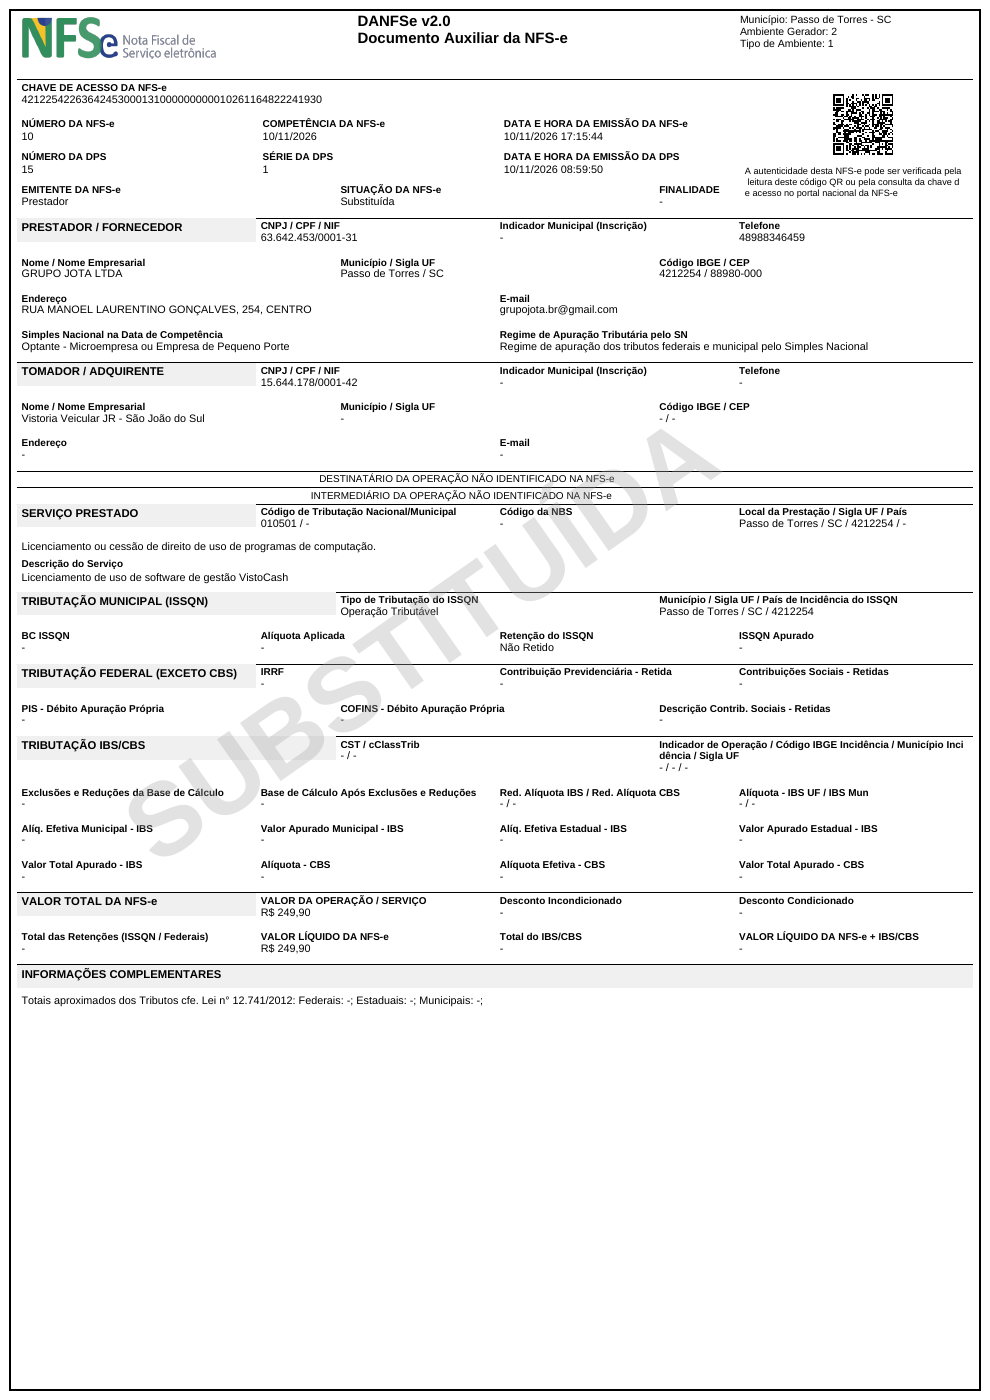 NFSe Nota Fiscal de
Serviço eletrônica
DANFSe v2.0
Documento Auxiliar da NFS-e
Município: Passo de Torres - SC
Ambiente Gerador: 2
Tipo de Ambiente: 1
CHAVE DE ACESSO DA NFS-e
42122542263642453000131000000000010261164822241930
NÚMERO DA NFS-e COMPETÊNCIA DA NFS-e DATA E HORA DA EMISSÃO DA NFS-e
10 10/11/2026 10/11/2026 17:15:44
NÚMERO DA DPS SÉRIE DA DPS DATA E HORA DA EMISSÃO DA DPS
15 1 10/11/2026 08:59:50
A autenticidade desta NFS-e pode ser verificada pela
leitura deste código QR ou pela consulta da chave d
e acesso no portal nacional da NFS-e
EMITENTE DA NFS-e SITUAÇÃO DA NFS-e FINALIDADE
Prestador Substituída -
PRESTADOR / FORNECEDOR CNPJ / CPF / NIF Indicador Municipal (Inscrição) Telefone
63.642.453/0001-31 - 48988346459
Nome / Nome Empresarial Município / Sigla UF Código IBGE / CEP
GRUPO JOTA LTDA Passo de Torres / SC 4212254 / 88980-000
Endereço E-mail
RUA MANOEL LAURENTINO GONÇALVES, 254, CENTRO grupojota.br@gmail.com
Simples Nacional na Data de Competência Regime de Apuração Tributária pelo SN
Optante - Microempresa ou Empresa de Pequeno Porte Regime de apuração dos tributos federais e municipal pelo Simples Nacional
TOMADOR / ADQUIRENTE CNPJ / CPF / NIF Indicador Municipal (Inscrição) Telefone
15.644.178/0001-42 - -
Nome / Nome Empresarial Município / Sigla UF Código IBGE / CEP
Vistoria Veicular JR - São João do Sul - - / -
Endereço E-mail
- -
DESTINATÁRIO DA OPERAÇÃO NÃO IDENTIFICADO NA NFS-e
INTERMEDIÁRIO DA OPERAÇÃO NÃO IDENTIFICADO NA NFS-e
SERVIÇO PRESTADO Código de Tributação Nacional/Municipal Código da NBS Local da Prestação / Sigla UF / País
010501 / - - Passo de Torres / SC / 4212254 / -
Licenciamento ou cessão de direito de uso de programas de computação.
Descrição do Serviço
Licenciamento de uso de software de gestão VistoCash
TRIBUTAÇÃO MUNICIPAL (ISSQN) Tipo de Tributação do ISSQN Município / Sigla UF / País de Incidência do ISSQN
Operação Tributável Passo de Torres / SC / 4212254
BC ISSQN Alíquota Aplicada Retenção do ISSQN ISSQN Apurado
- - Não Retido -
TRIBUTAÇÃO FEDERAL (EXCETO CBS) IRRF Contribuição Previdenciária - Retida Contribuições Sociais - Retidas
- - -
PIS - Débito Apuração Própria COFINS - Débito Apuração Própria Descrição Contrib. Sociais - Retidas
- - -
TRIBUTAÇÃO IBS/CBS CST / cClassTrib Indicador de Operação / Código IBGE Incidência / Município Inci
dência / Sigla UF
- / - - / - / -
Exclusões e Reduções da Base de Cálculo Base de Cálculo Após Exclusões e Reduções Red. Alíquota IBS / Red. Alíquota CBS Alíquota - IBS UF / IBS Mun
- - - / - - / -
Alíq. Efetiva Municipal - IBS Valor Apurado Municipal - IBS Alíq. Efetiva Estadual - IBS Valor Apurado Estadual - IBS
- - - -
Valor Total Apurado - IBS Alíquota - CBS Alíquota Efetiva - CBS Valor Total Apurado - CBS
- - - -
VALOR TOTAL DA NFS-e VALOR DA OPERAÇÃO / SERVIÇO Desconto Incondicionado Desconto Condicionado
R$ 249,90 - -
Total das Retenções (ISSQN / Federais) VALOR LÍQUIDO DA NFS-e Total do IBS/CBS VALOR LÍQUIDO DA NFS-e + IBS/CBS
- R$ 249,90 - -
INFORMAÇÕES COMPLEMENTARES
Totais aproximados dos Tributos cfe. Lei n° 12.741/2012: Federais: -; Estaduais: -; Municipais: -;
SUBSTITUÍDA